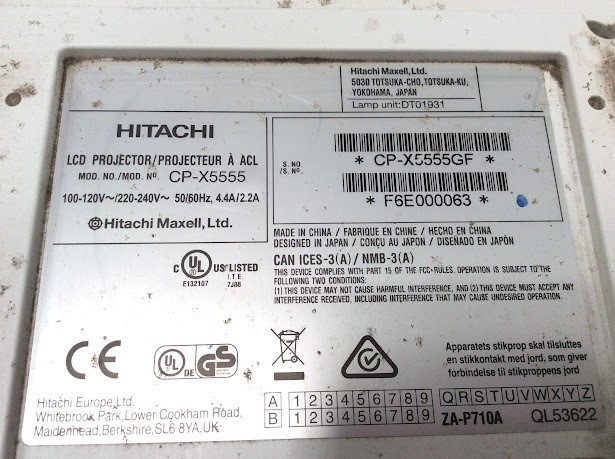 Hitachi Maxell, Ltd.
5030 TOTSUKA-CHO, TOTSUKA-KU,
YOKOHAMA, JAPAN
Lamp unit:DT01931
HITACHI
LCD PROJECTOR/PROJECTEUR À ACL
MOD. NO./MOD. Nº. CP-X5555
100-120V~/220-240V~ 50/60Hz, 4.4A/2.2A
Hitachi Maxell, Ltd.
S. NO.
/S. Nº.
* CP-X5555GF *
* F6E000063 *
MADE IN CHINA / FABRIQUE EN CHINE / HECHO EN CHINA
DESIGNED IN JAPAN / CONÇU AU JAPON / DISEÑADO EN JAPÓN
CAN ICES-3(A) / NMB-3(A)
THIS DEVICE COMPLIES WITH PART 15 OF THE FCC RULES. OPERATION IS SUBJECT TO THE
FOLLOWING TWO CONDITIONS:
(1) THIS DEVICE MAY NOT CAUSE HARMFUL INTERFERENCE, AND (2) THIS DEVICE MUST ACCEPT ANY
INTERFERENCE RECEIVED, INCLUDING INTERFERENCE THAT MAY CAUSE UNDESIRED OPERATION.
C UL US LISTED
I.T.E.
E132107 7J88
CE
UL DE GS
Apparatets stikprop skal tilsluttes
en stikkontakt med jord, som giver
forbindelse til stikproppens jord
Hitachi Europe Ltd.
Whitebrook Park, Lower Cookham Road,
Maidenhead, Berkshire, SL6 8YA, UK
A 1 2 3 4 5 6 7 8 9 Q R S T U V W X Y Z
B 1 2 3 4 5 6 7 8 9 ZA-P710A QL53622